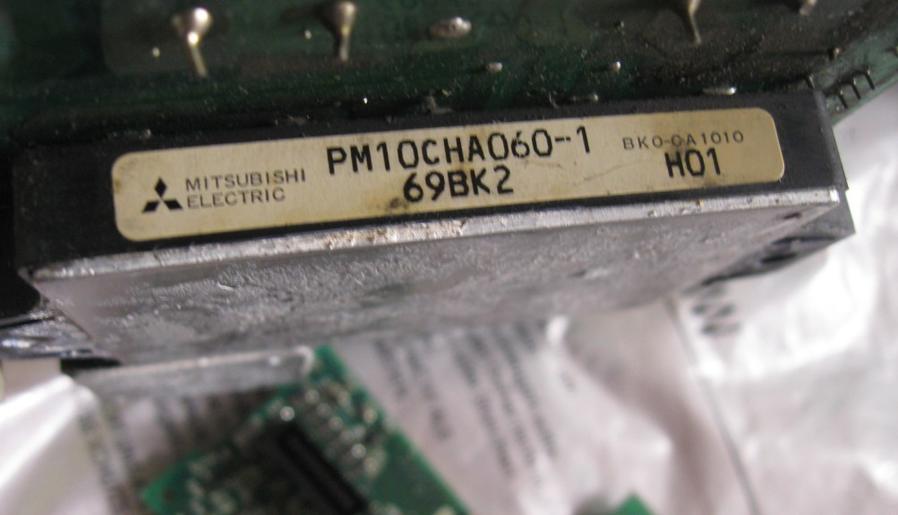 MITSUBISHI
ELECTRIC
PM10CHA060-1
69BK2
BKO-CA1010
H01